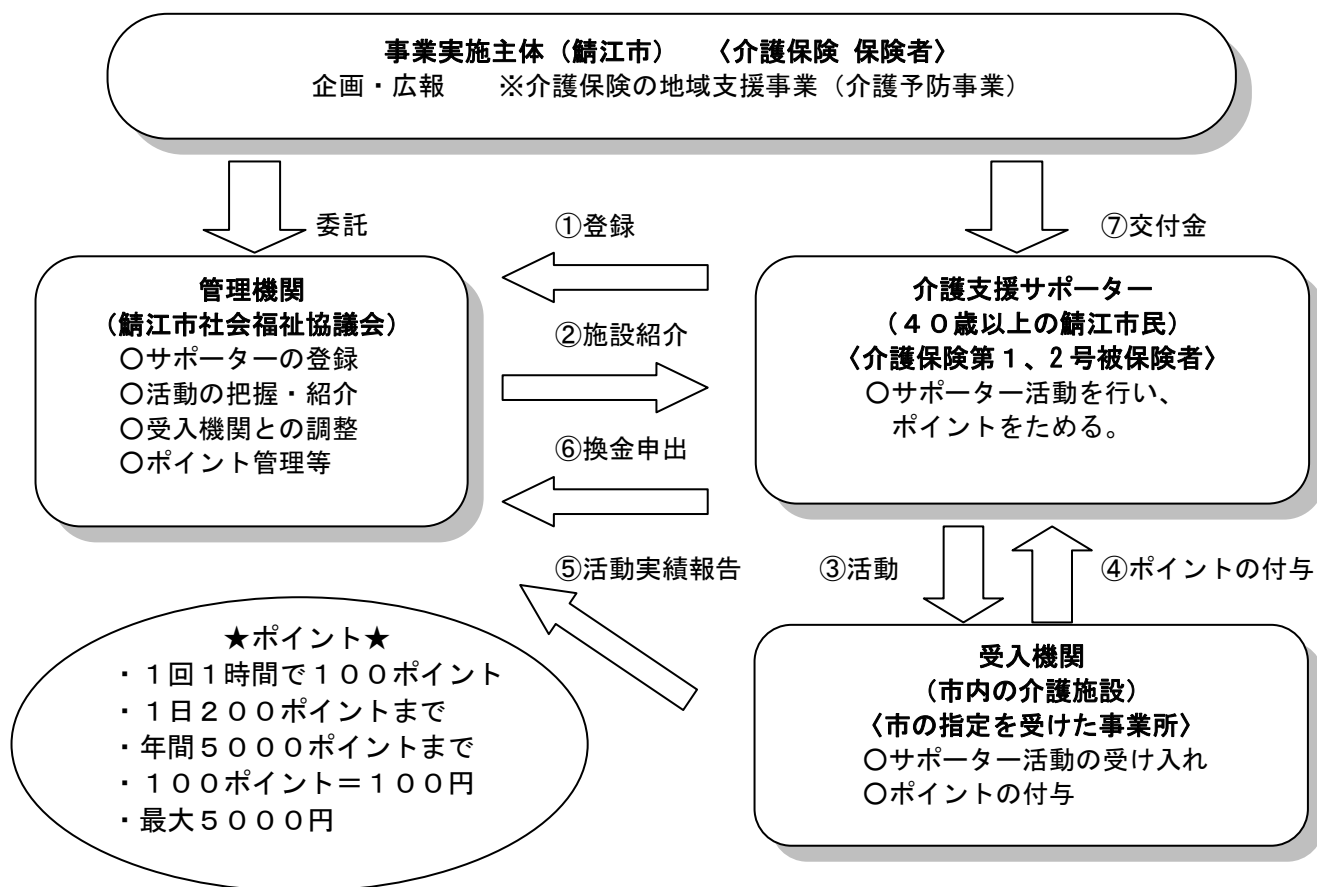 事業実施主体（鯖江市）　〈介護保険 保険者〉
企画・広報　　※介護保険の地域支援事業（介護予防事業）
委託
①登録
⑦交付金
管理機関
（鯖江市社会福祉協議会）
〇サポーターの登録
〇活動の把握・紹介
〇受入機関との調整
〇ポイント管理等
②施設紹介
⑥換金申出
介護支援サポーター
（４０歳以上の鯖江市民）
〈介護保険第１、２号被保険者〉
〇サポーター活動を行い、
ポイントをためる。
⑤活動実績報告
③活動
④ポイントの付与
★ポイント★
・１回１時間で１００ポイント
・１日２００ポイントまで
・年間５０００ポイントまで
・１００ポイント＝１００円
・最大５０００円
受入機関
（市内の介護施設）
〈市の指定を受けた事業所〉
〇サポーター活動の受け入れ
〇ポイントの付与